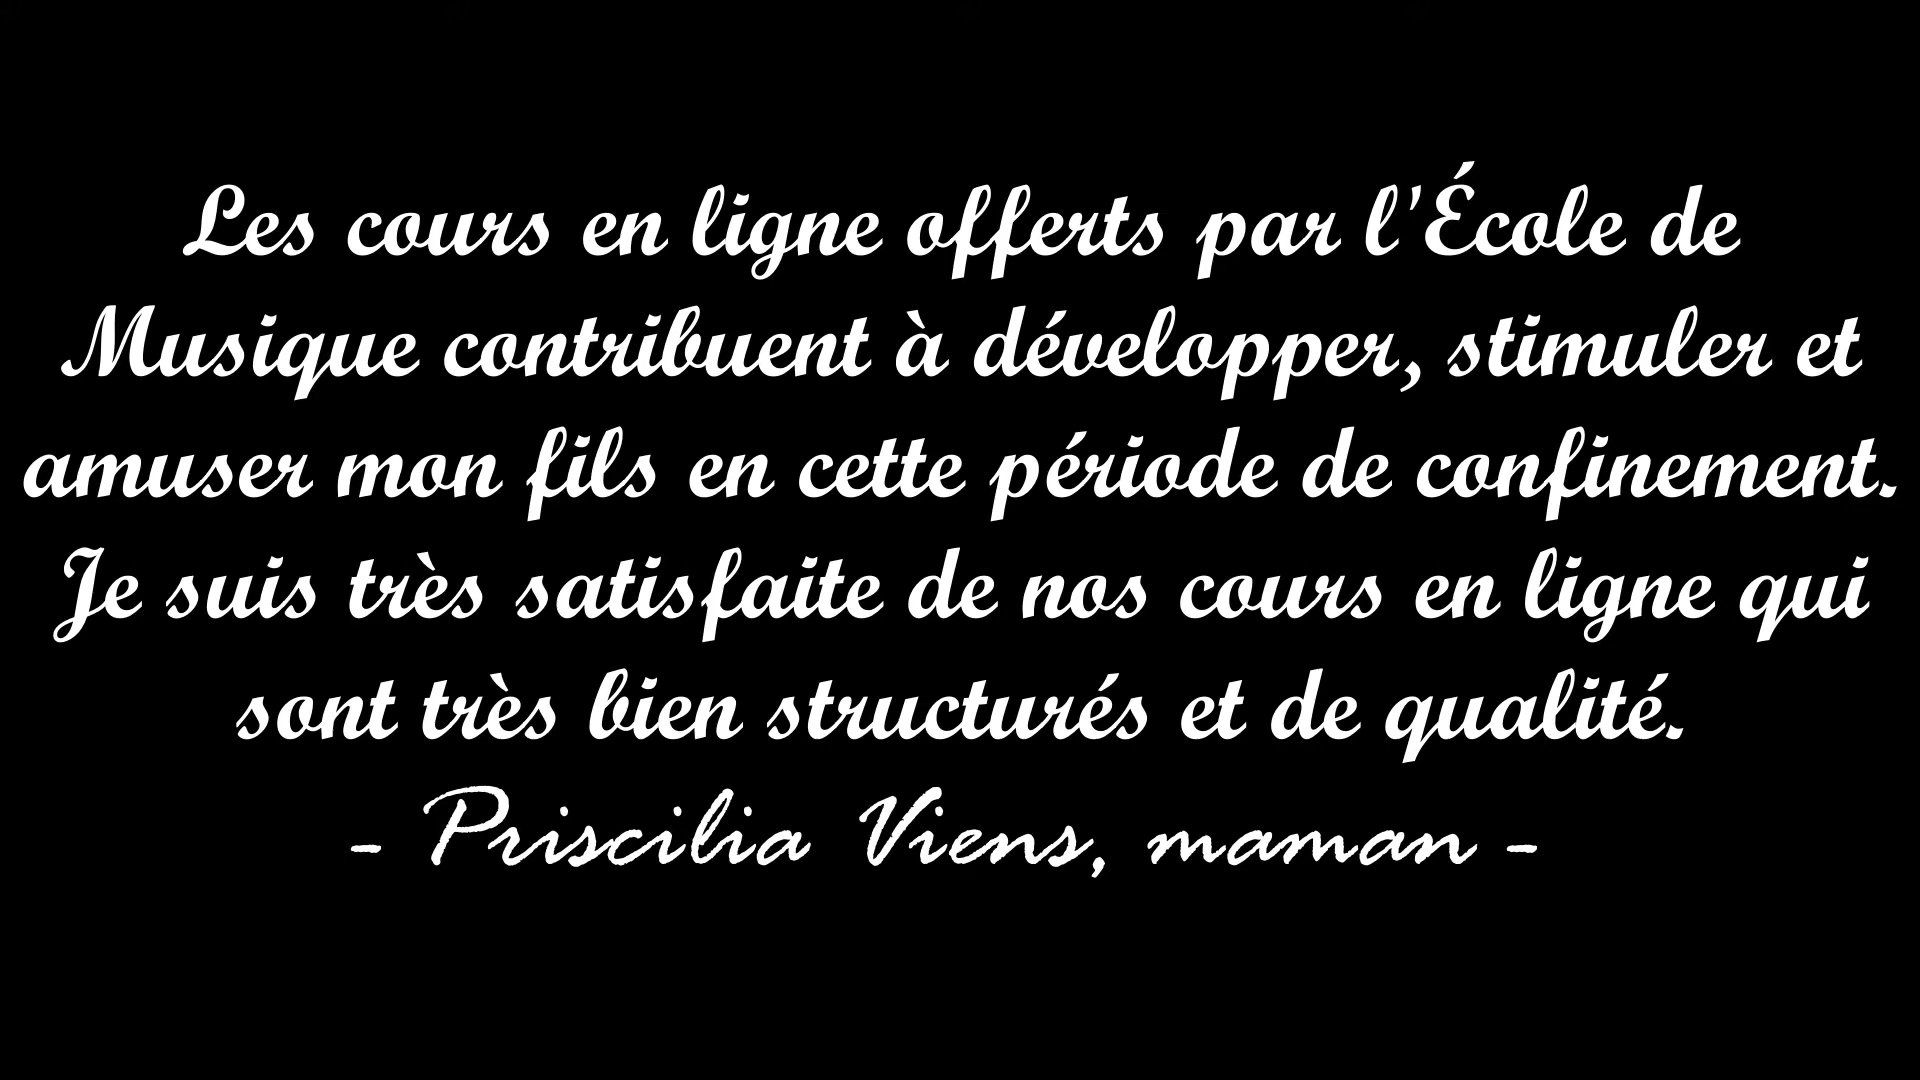 Les cours en ligne offerts par l'École de
Musique contribuent à développer, stimuler et
amuser mon fils en cette période de confinement.
Je suis très satisfaite de nos cours en ligne qui
sont très bien structurés et de qualité.
- Priscilia Viens, maman -